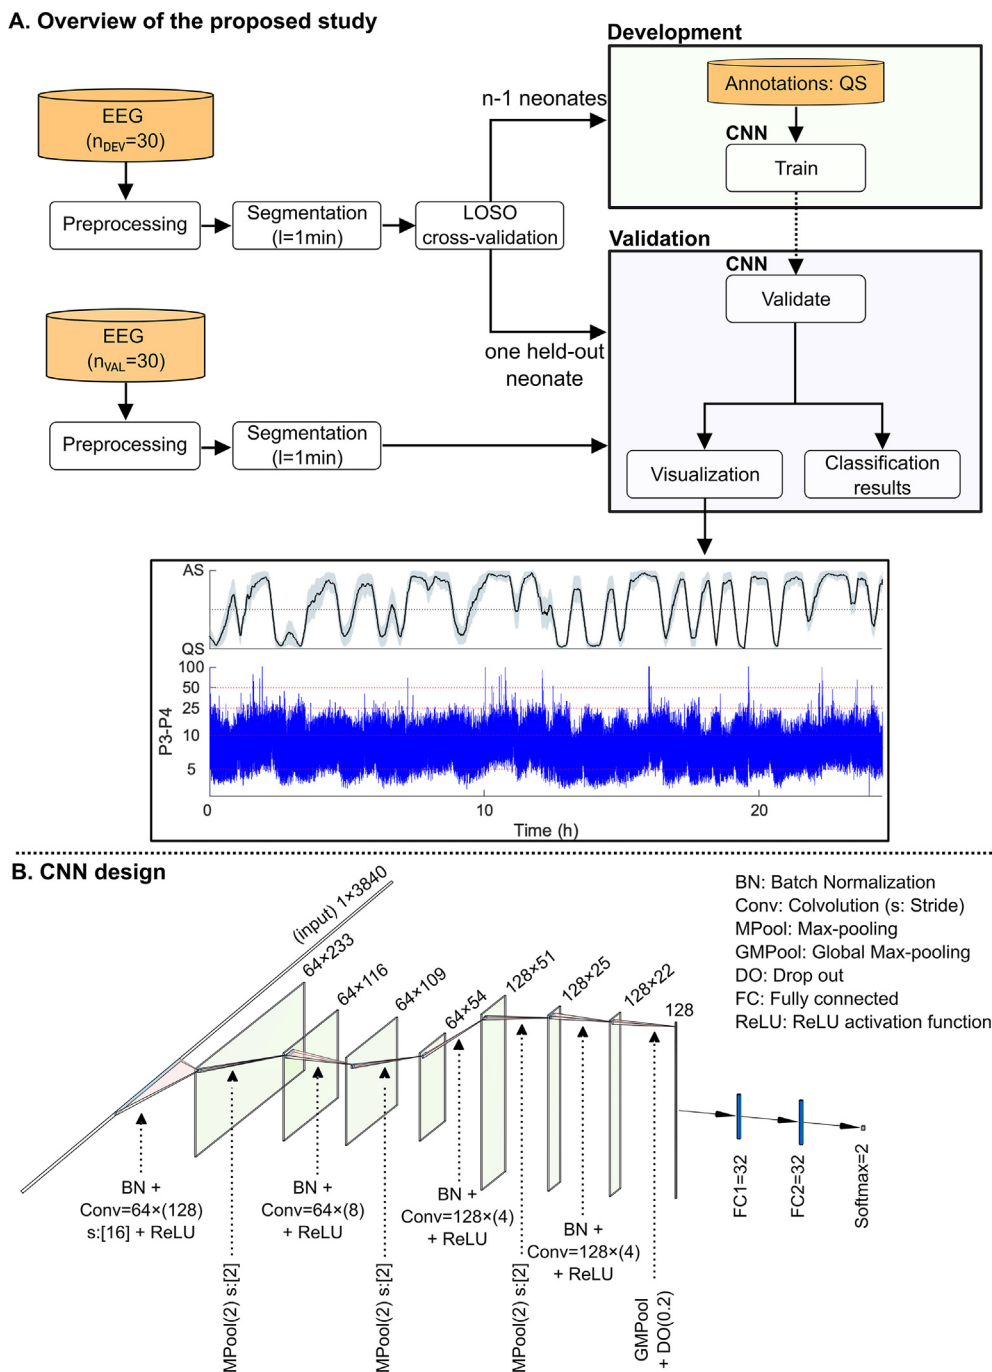 A. Overview of the proposed study
Development
Annotations: QS
CNN
Train
n-1 neonates
EEG
(nDEV=30)
Preprocessing
Segmentation
(l=1min)
LOSO
cross-validation
Validation
CNN
Validate
one held-out
neonate
EEG
(nVAL=30)
Preprocessing
Segmentation
(l=1min)
Visualization
Classification
results
AS
QS
100
50
25
10
5
P3-P4
0
10
20
Time (h)
B. CNN design
BN: Batch Normalization
Conv: Colvolution (s: Stride)
MPool: Max-pooling
GMPool: Global Max-pooling
DO: Drop out
FC: Fully connected
ReLU: ReLU activation function
(input) 1×3840
64×233
64×116
64×109
64×54
128×51
128×25
128×22
128
BN +
Conv=64×(128)
s:[16] + ReLU
MPool(2) s:[2]
BN +
Conv=64×(8)
+ ReLU
MPool(2) s:[2]
BN +
Conv=128×(4)
+ ReLU
MPool(2) s:[2]
BN +
Conv=128×(4)
+ ReLU
GMPool
+ DO(0.2)
FC1=32
FC2=32
Softmax=2